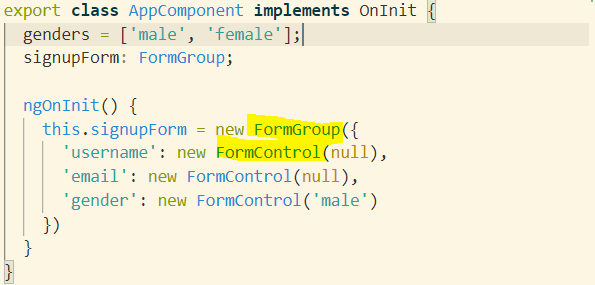 export class AppComponent implements OnInit {
  genders = ['male', 'female'];
  signupForm: FormGroup;

  ngOnInit() {
    this.signupForm = new FormGroup({
      'username': new FormControl(null),
      'email': new FormControl(null),
      'gender': new FormControl('male')
    })
  }
}